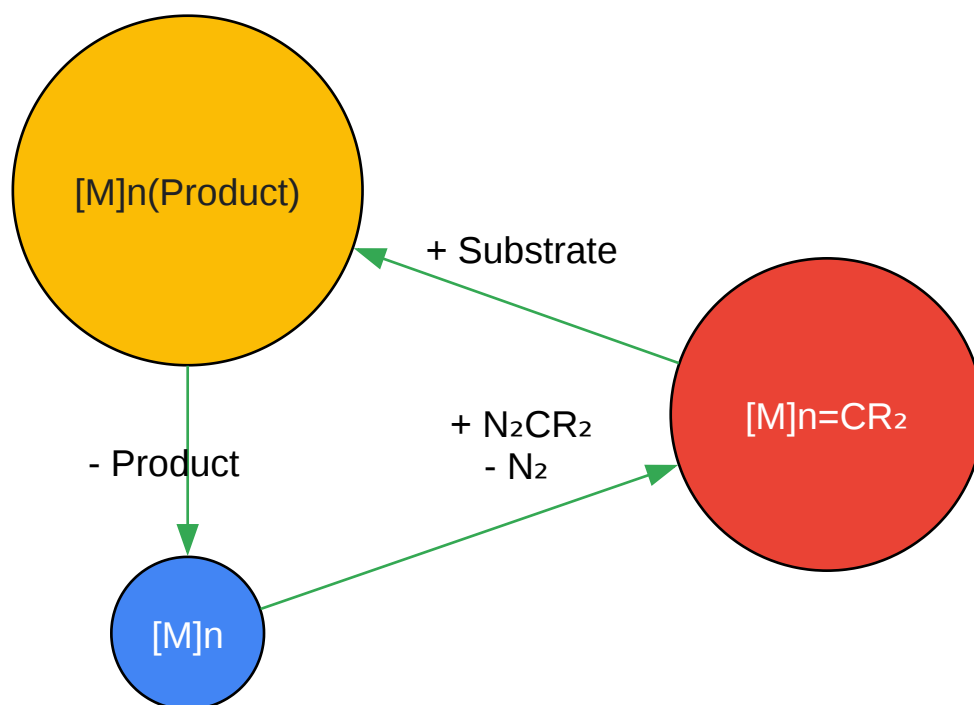 [M]n(Product)
+ Substrate
[M]n=CR₂
+ N₂CR₂
- N₂
- Product
[M]n